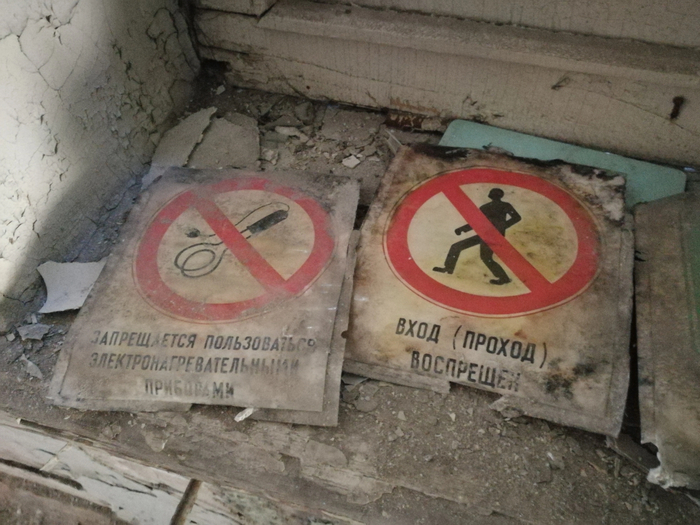 ЗАПРЕЩАЕТСЯ ПОЛЬЗОВАТЬСЯ
ЭЛЕКТРОНАГРЕВАТЕЛЬНЫМИ
ПРИБОРАМИ
ВХОД (ПРОХОД)
ВОСПРЕЩЕН